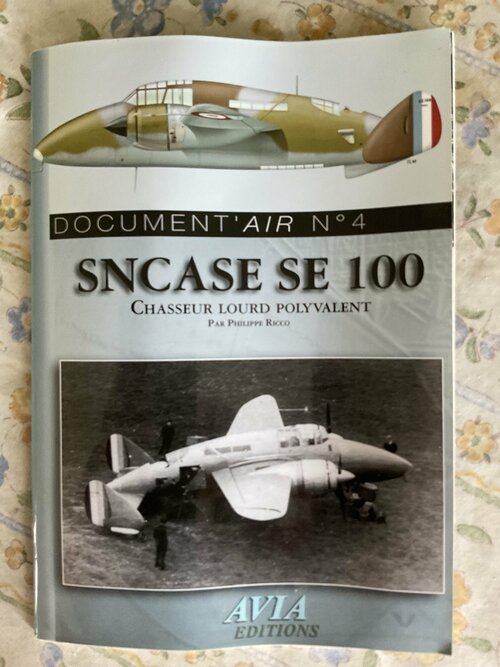 DOCUMENT'AIR N°4
SNCASE SE 100
CHASSEUR LOURD POLYVALENT
PAR PHILIPPE RICCO
AVIA
EDITIONS